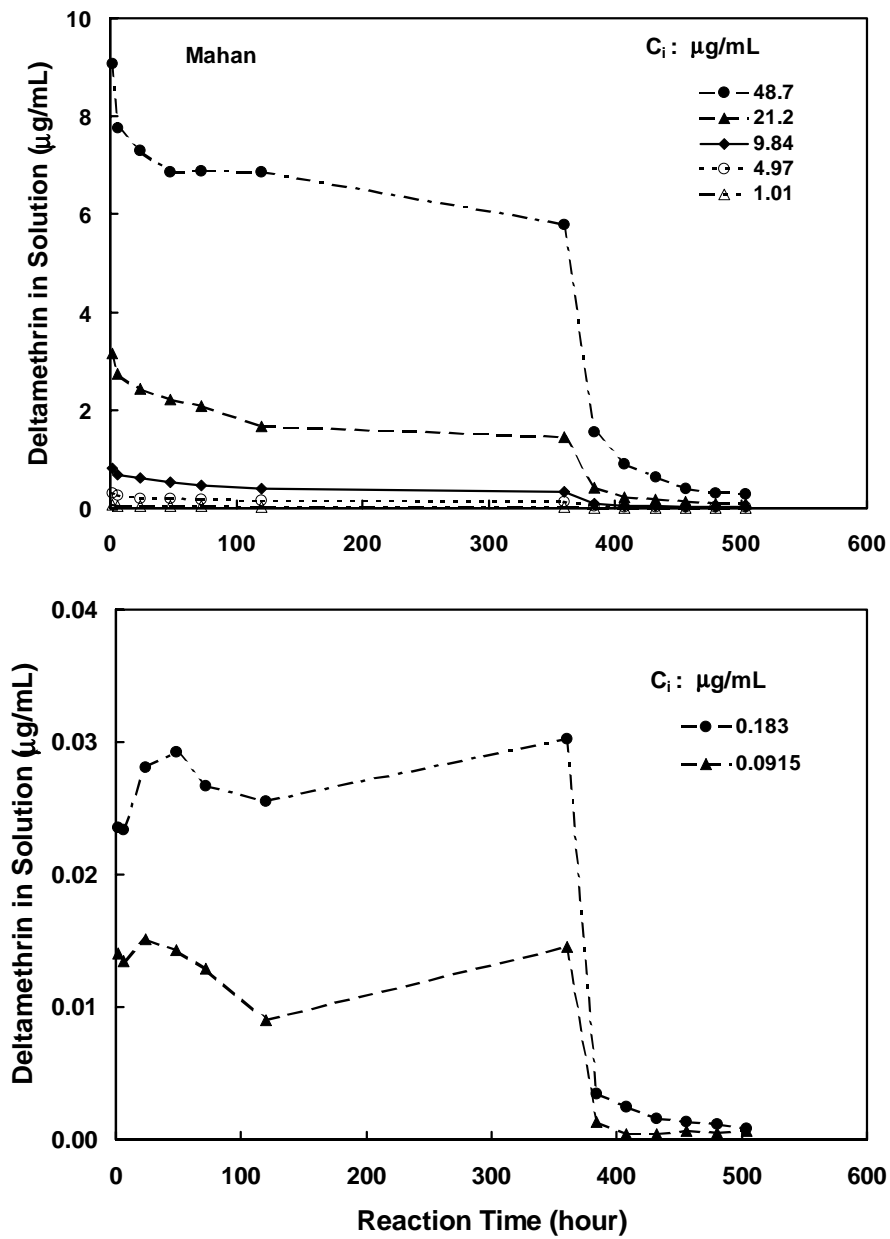 Mahan
C_i : μg/mL
48.7
21.2
9.84
4.97
1.01
Deltamethrin in Solution (μg/mL)
10
8
6
4
2
0
0 100 200 300 400 500 600
C_i : μg/mL
0.183
0.0915
Deltamethrin in Solution (μg/mL)
0.04
0.03
0.02
0.01
0.00
0 100 200 300 400 500 600
Reaction Time (hour)